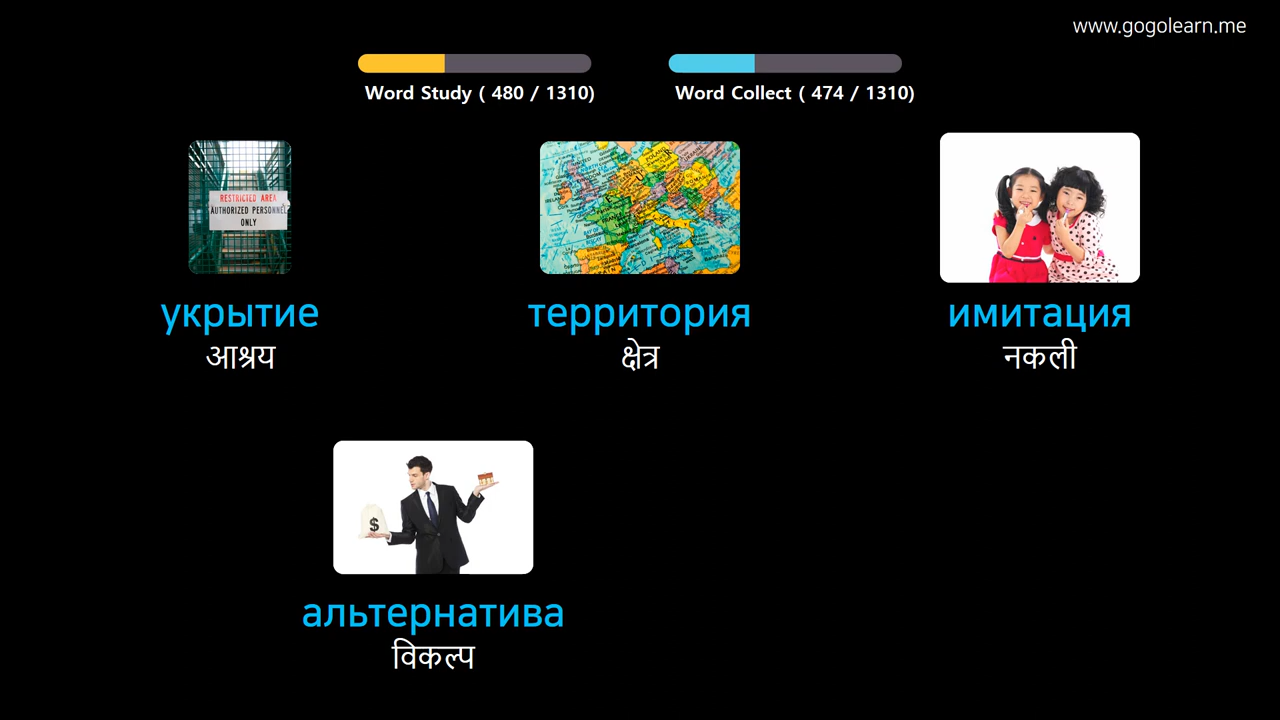 www.gogolearn.me
Word Study ( 480 / 1310)
Word Collect ( 474 / 1310)
RESTRICTED AREA
AUTHORIZED PERSONNEL
ONLY
укрытие
территория
имитация
आश्रय
क्षेत्र
नकली
$
альтернатива
विकल्प